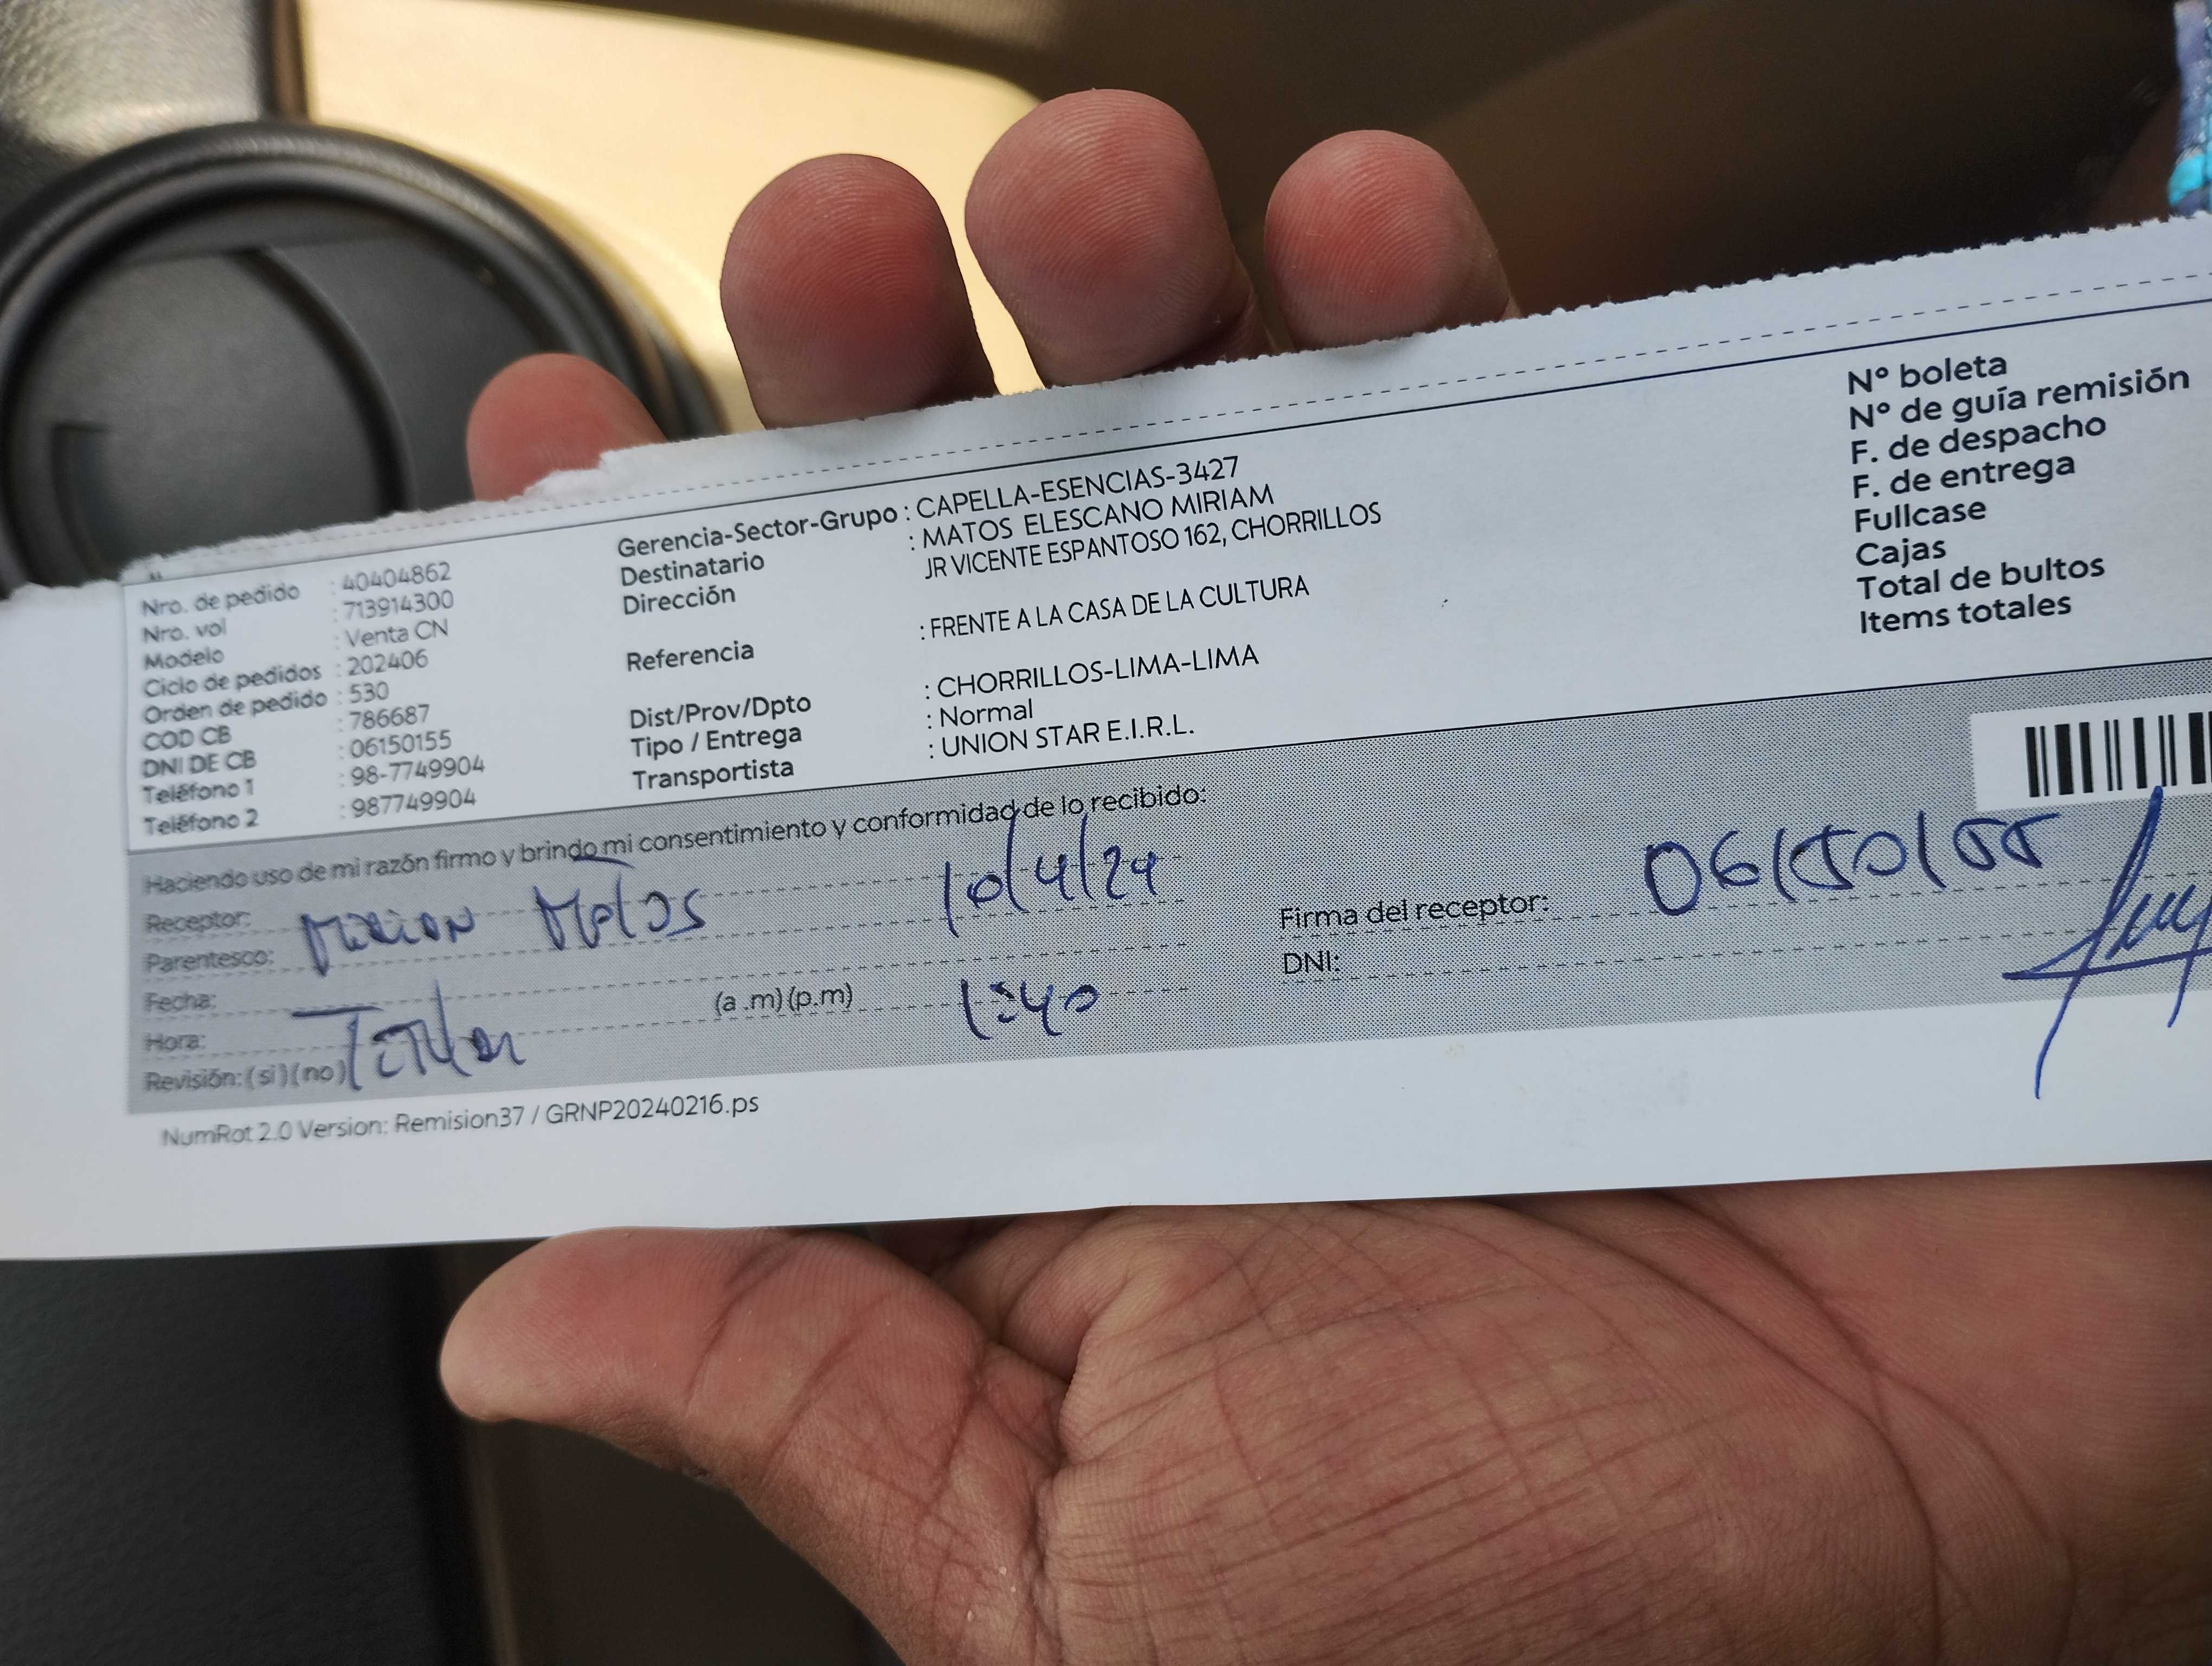 Nro. de pedido : 40404862
Nro. vol : 713914300
Modelo : Venta CN
Ciclo de pedidos : 202406
Orden de pedido : 530
COD CB : 786687
DNI DE CB : 06150155
Teléfono 1 : 98-7749904
Teléfono 2 : 987749904
Gerencia-Sector-Grupo : CAPELLA-ESENCIAS-3427
Destinatario : MATOS ELESCANO MIRIAM
Dirección JR VICENTE ESPANTOSO 162, CHORRILLOS
Referencia : FRENTE A LA CASA DE LA CULTURA
Dist/Prov/Dpto : CHORRILLOS-LIMA-LIMA
Tipo / Entrega : Normal
Transportista : UNION STAR E.I.R.L.
Nº boleta
Nº de guía remisión
F. de despacho
F. de entrega
Fullcase
Cajas
Total de bultos
Items totales
Haciendo uso de mi razón firmo y brindo mi consentimiento y conformidad de lo recibido:
Receptor: Matos
Parentesco:
Fecha:
Hora:
Revisión: (si) (no)
10/4/24
(a .m) (p.m) 1:40
Firma del receptor:
DNI:
NumRot 2.0 Version: Remision37 / GRNP20240216.ps